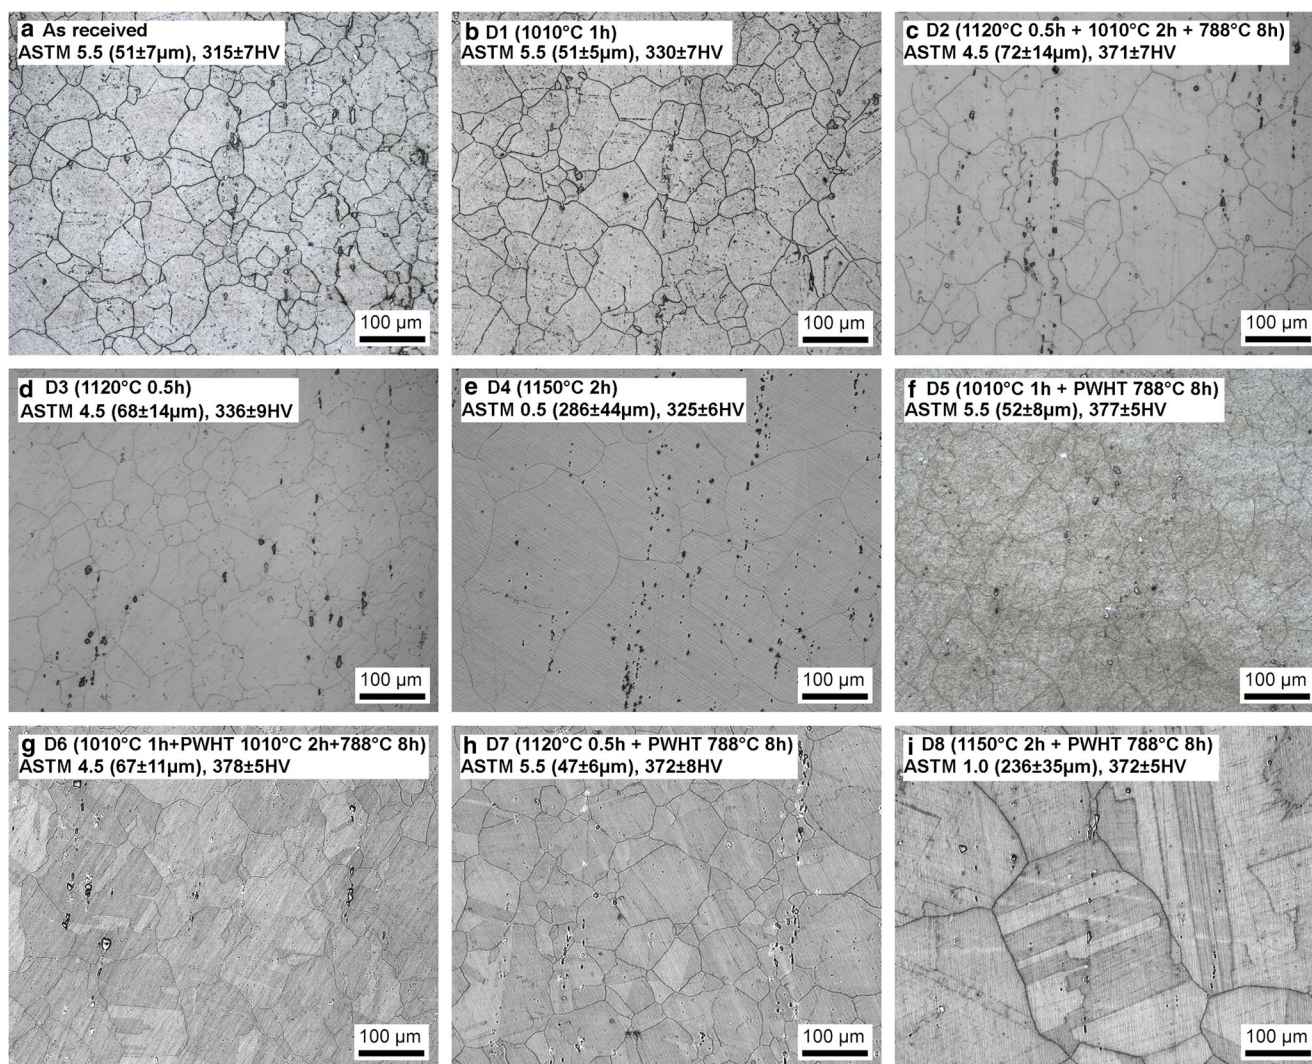 a As received
ASTM 5.5 (51±7µm), 315±7HV
100 µm
b D1 (1010°C 1h)
ASTM 5.5 (51±5µm), 330±7HV
100 µm
c D2 (1120°C 0.5h + 1010°C 2h + 788°C 8h)
ASTM 4.5 (72±14µm), 371±7HV
100 µm
d D3 (1120°C 0.5h)
ASTM 4.5 (68±14µm), 336±9HV
100 µm
e D4 (1150°C 2h)
ASTM 0.5 (286±44µm), 325±6HV
100 µm
f D5 (1010°C 1h + PWHT 788°C 8h)
ASTM 5.5 (52±8µm), 377±5HV
100 µm
g D6 (1010°C 1h+PWHT 1010°C 2h+788°C 8h)
ASTM 4.5 (67±11µm), 378±5HV
100 µm
h D7 (1120°C 0.5h + PWHT 788°C 8h)
ASTM 5.5 (47±6µm), 372±8HV
100 µm
i D8 (1150°C 2h + PWHT 788°C 8h)
ASTM 1.0 (236±35µm), 372±5HV
100 µm